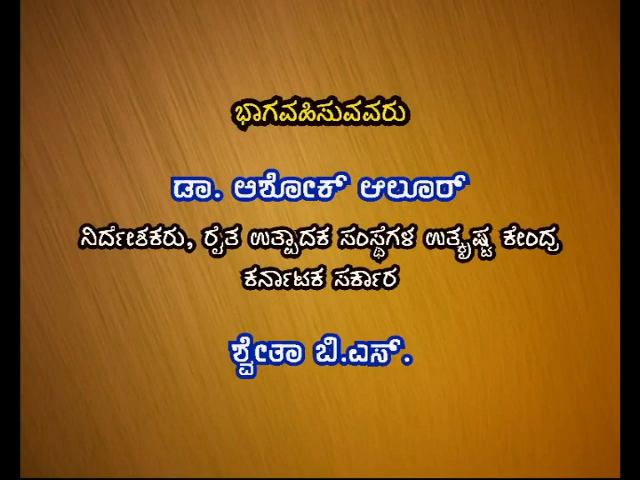 ಭಾಗವಹಿಸುವವರು
ಡಾ. ಅಶೋಕ್ ಆಲೂರ್
ನಿರ್ದೇಶಕರು, ರೈತ ಉತ್ಪಾದಕ ಸಂಸ್ಥೆಗಳ ಉತ್ಕೃಷ್ಟ ಕೇಂದ್ರ
ಕರ್ನಾಟಕ ಸರ್ಕಾರ
ಶ್ವೇತಾ ಬಿ.ಎಸ್.